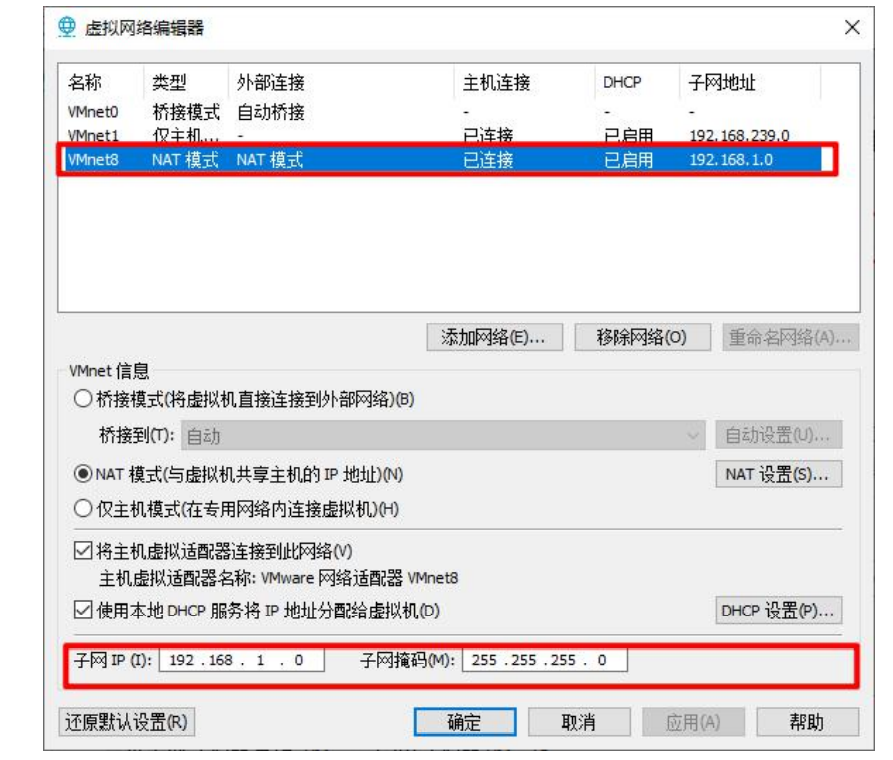 虚拟网络编辑器
名称 类型 外部连接 主机连接 DHCP 子网地址
VMnet0 桥接模式 自动桥接 - - -
VMnet1 仅主机... - 已连接 已启用 192.168.239.0
VMnet8 NAT 模式 NAT 模式 已连接 已启用 192.168.1.0
添加网络(E)... 移除网络(O) 重命名网络(A)...
VMnet 信息
桥接模式(将虚拟机直接连接到外部网络)(B)
桥接到(T): 自动 自动设置(U)...
NAT 模式(与虚拟机共享主机的 IP 地址)(N) NAT 设置(S)...
仅主机模式(在专用网络内连接虚拟机)(H)
将主机虚拟适配器连接到此网络(V)
主机虚拟适配器名称: VMware 网络适配器 VMnet8
使用本地 DHCP 服务将 IP 地址分配给虚拟机(D) DHCP 设置(P)...
子网 IP (I): 192 . 168 . 1 . 0 子网掩码(M): 255 . 255 . 255 . 0
还原默认设置(R) 确定 取消 应用(A) 帮助